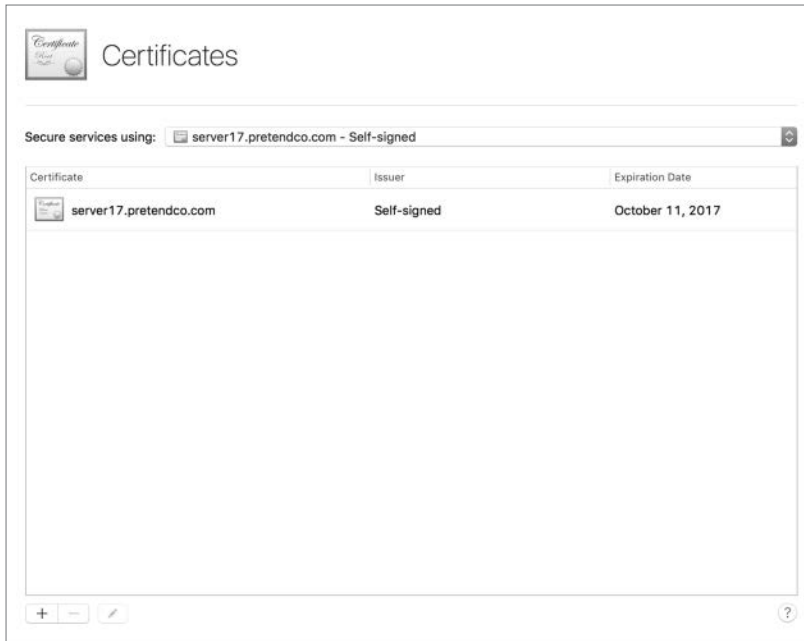 Certificates
Secure services using: server17.pretendco.com - Self-signed
Certificate Issuer Expiration Date
server17.pretendco.com Self-signed October 11, 2017
+ − ?